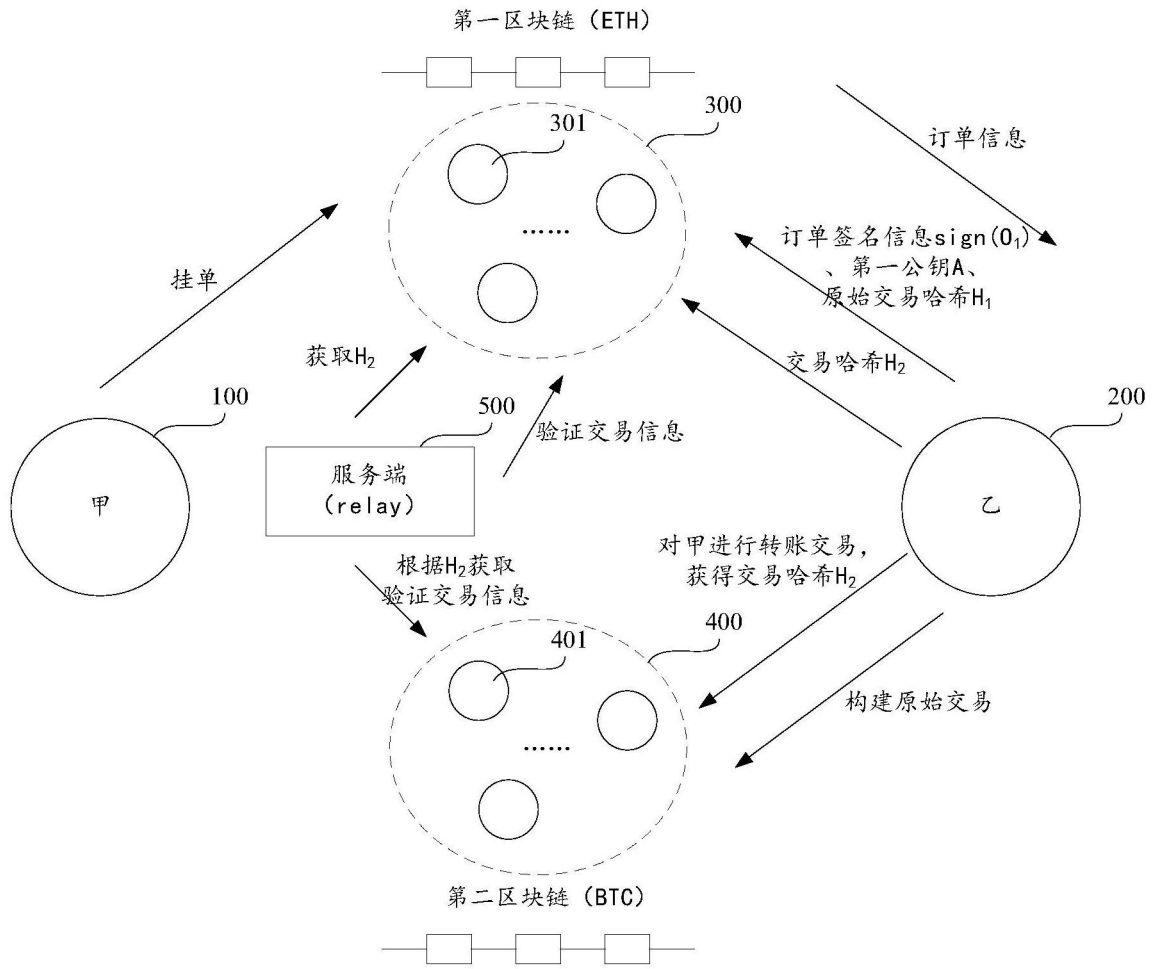 第一区块链（ETH）
300
301
订单信息
订单签名信息sign(O₁)
、第一公钥A、
原始交易哈希H₁
挂单
获取H₂
交易哈希H₂
100
500
200
验证交易信息
服务端
(relay)
甲
乙
对甲进行转账交易，
获得交易哈希H₂
根据H₂获取
验证交易信息
400
401
构建原始交易
……
……
第二区块链（BTC）